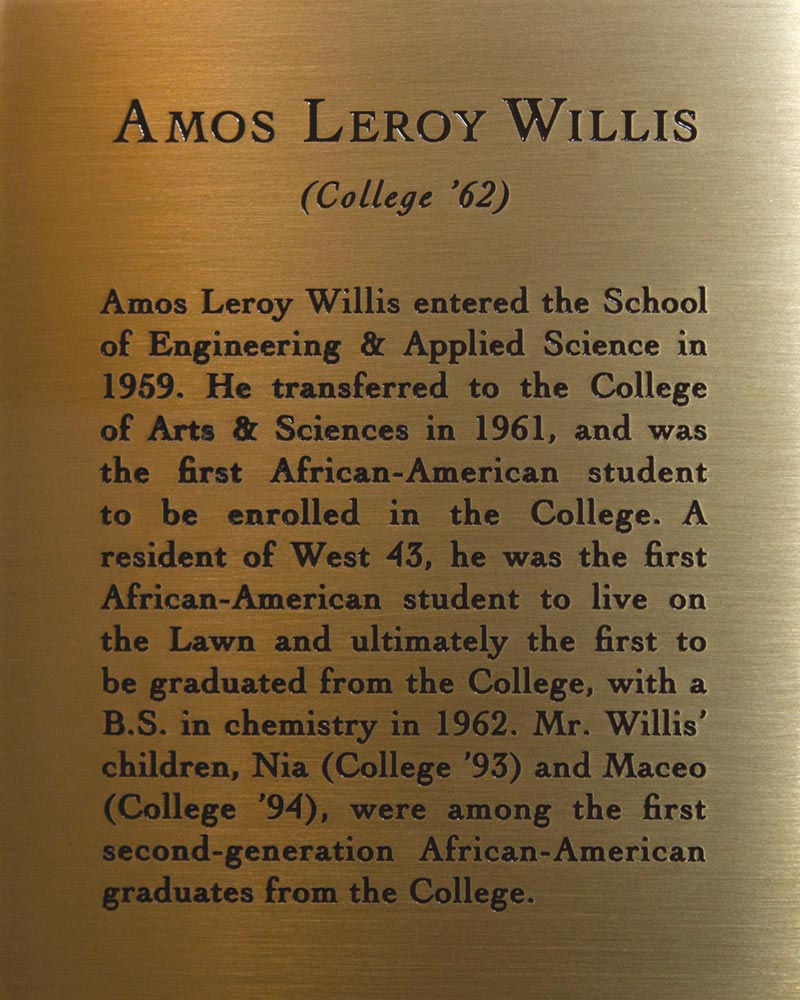 Amos Leroy Willis
(College ’62)
Amos Leroy Willis entered the School
of Engineering & Applied Science in
1959. He transferred to the College
of Arts & Sciences in 1961, and was
the first African-American student
to be enrolled in the College. A
resident of West 43, he was the first
African-American student to live on
the Lawn and ultimately the first to
be graduated from the College, with a
B.S. in chemistry in 1962. Mr. Willis’
children, Nia (College ’93) and Maceo
(College ’94), were among the first
second-generation African-American
graduates from the College.